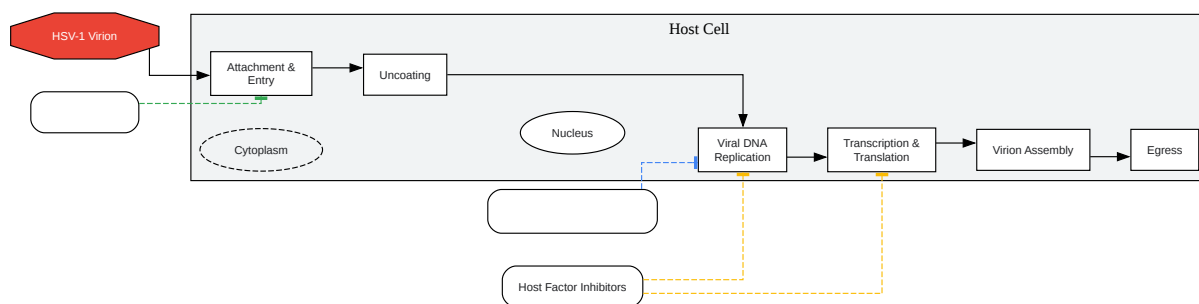 Host Cell
HSV-1 Virion
Attachment &
Entry
Uncoating
Cytoplasm
Nucleus
Viral DNA
Replication
Transcription &
Translation
Virion Assembly
Egress
Host Factor Inhibitors